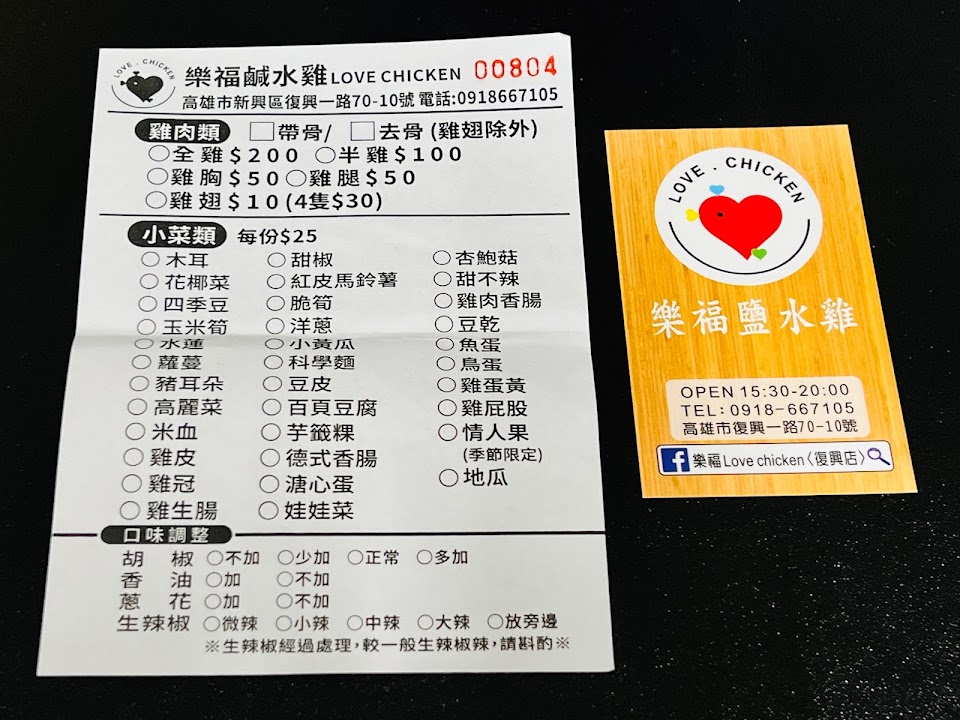 LOVE · CHICKEN
樂福鹹水雞 LOVE CHICKEN 00804
高雄市新興區復興一路70-10號 電話:0918667105
雞肉類 □帶骨/ □去骨 (雞翅除外)
○全雞$200 ○半雞$100
○雞胸$50 ○雞腿$50
○雞翅$10 (4隻$30)
小菜類 每份$25
○木耳 ○甜椒 ○杏鮑菇
○花椰菜 ○紅皮馬鈴薯 ○甜不辣
○四季豆 ○脆筍 ○雞肉香腸
○玉米筍 ○洋蔥 ○豆乾
○水蓮 ○小黃瓜 ○魚蛋
○蘿蔓 ○科學麵 ○鳥蛋
○豬耳朵 ○豆皮 ○雞蛋黃
○高麗菜 ○百頁豆腐 ○雞屁股
○米血 ○芋籤粿 ○情人果
(季節限定)
○雞皮 ○德式香腸 ○地瓜
○雞冠 ○溏心蛋
○雞生腸 ○娃娃菜
口味調整
胡椒 ○不加 ○少加 ○正常 ○多加
香油 ○加 ○不加
蔥花 ○加 ○不加
生辣椒 ○微辣 ○小辣 ○中辣 ○大辣 ○放旁邊
※生辣椒經過處理,較一般生辣椒辣,請斟酌※
LOVE . CHICKEN
樂福鹽水雞
OPEN 15:30-20:00
TEL:0918-667105
高雄市復興一路70-10號
f 樂福Love chicken〈復興店〉